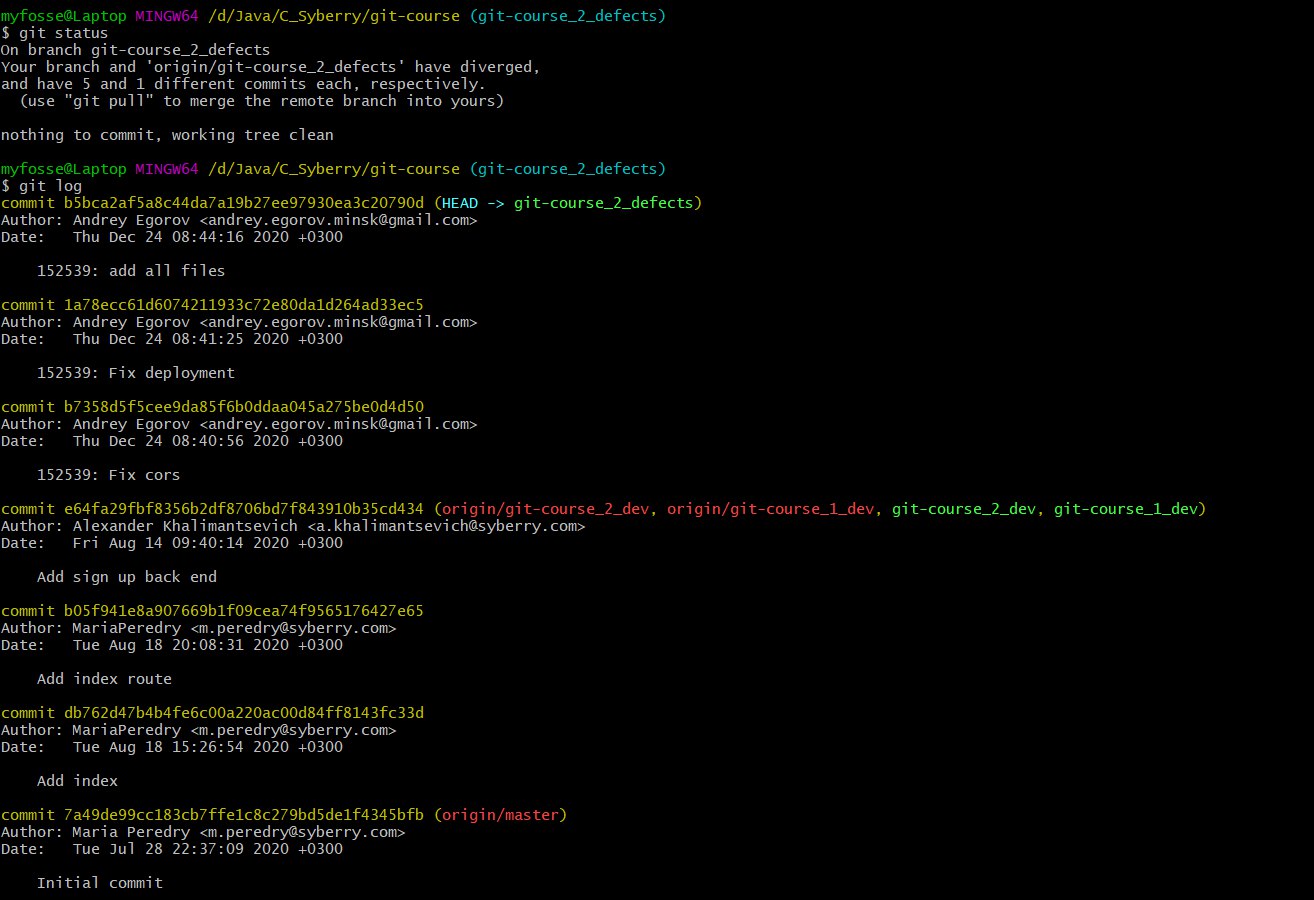 myfosse@Laptop MINGW64 /d/Java/C_Syberry/git-course (git-course_2_defects)
$ git status
On branch git-course_2_defects
Your branch and 'origin/git-course_2_defects' have diverged,
and have 5 and 1 different commits each, respectively.
  (use "git pull" to merge the remote branch into yours)

nothing to commit, working tree clean

myfosse@Laptop MINGW64 /d/Java/C_Syberry/git-course (git-course_2_defects)
$ git log
commit b5bca2af5a8c44da7a19b27ee97930ea3c20790d (HEAD -> git-course_2_defects)
Author: Andrey Egorov <andrey.egorov.minsk@gmail.com>
Date:   Thu Dec 24 08:44:16 2020 +0300

    152539: add all files

commit 1a78ecc61d6074211933c72e80da1d264ad33ec5
Author: Andrey Egorov <andrey.egorov.minsk@gmail.com>
Date:   Thu Dec 24 08:41:25 2020 +0300

    152539: Fix deployment

commit b7358d5f5cee9da85f6b0ddaa045a275be0d4d50
Author: Andrey Egorov <andrey.egorov.minsk@gmail.com>
Date:   Thu Dec 24 08:40:56 2020 +0300

    152539: Fix cors

commit e64fa29fbf8356b2df8706bd7f843910b35cd434 (origin/git-course_2_dev, origin/git-course_1_dev, git-course_2_dev, git-course_1_dev)
Author: Alexander Khalimantsevich <a.khalimantsevich@syberry.com>
Date:   Fri Aug 14 09:40:14 2020 +0300

    Add sign up back end

commit b05f941e8a907669b1f09cea74f9565176427e65
Author: MariaPeredry <m.peredry@syberry.com>
Date:   Tue Aug 18 20:08:31 2020 +0300

    Add index route

commit db762d47b4b4fe6c00a220ac00d84ff8143fc33d
Author: MariaPeredry <m.peredry@syberry.com>
Date:   Tue Aug 18 15:26:54 2020 +0300

    Add index

commit 7a49de99cc183cb7ffe1c8c279bd5de1f4345bfb (origin/master)
Author: Maria Peredry <m.peredry@syberry.com>
Date:   Tue Jul 28 22:37:09 2020 +0300

    Initial commit